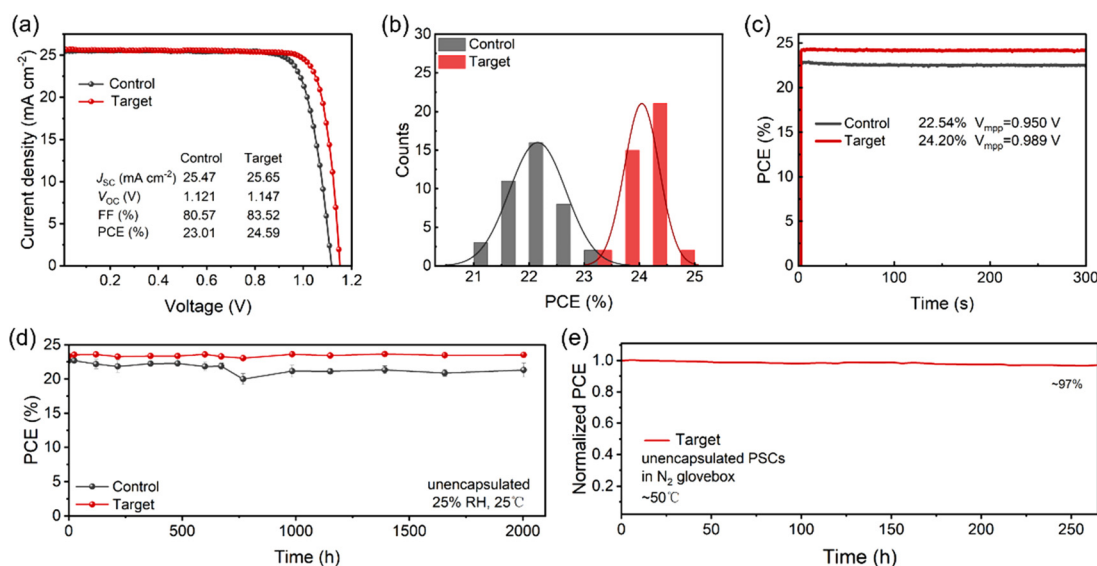 (a)
Current density (mA cm⁻²)
30
25
20
15
10
5
0
Control
Target
Control Target
JSC (mA cm⁻²) 25.47 25.65
VOC (V) 1.121 1.147
FF (%) 80.57 83.52
PCE (%) 23.01 24.59
0.2 0.4 0.6 0.8 1.0 1.2
Voltage (V)
(b)
Counts
30
25
20
15
10
5
0
Control
Target
21 22 23 24 25
PCE (%)
(c)
PCE (%)
25
20
15
10
5
0
Control 22.54% Vmpp=0.950 V
Target 24.20% Vmpp=0.989 V
0 100 200 300
Time (s)
(d)
PCE (%)
25
23
20
18
15
13
10
8
5
3
0
Control
Target
unencapsulated
25% RH, 25℃
0 500 1000 1500 2000
Time (h)
(e)
Normalized PCE
1.0
0.8
0.6
0.4
0.2
~97%
Target
unencapsulated PSCs
in N₂ glovebox
~50℃
0 50 100 150 200 250
Time (h)